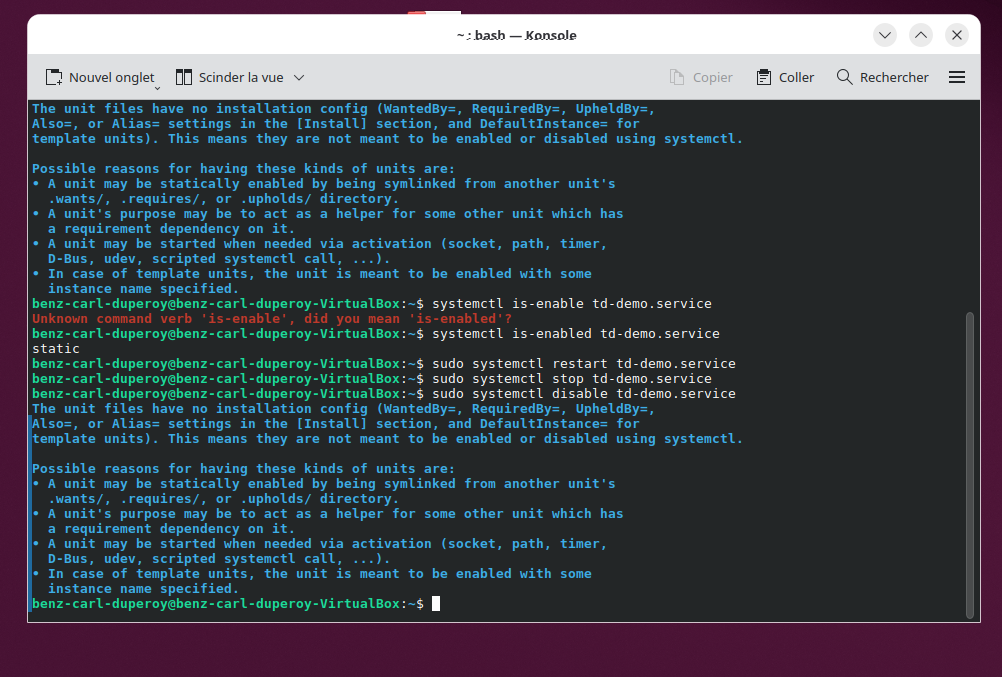 ~ : bash — Konsole
Nouvel onglet
Scinder la vue
Copier
Coller
Rechercher
The unit files have no installation config (WantedBy=, RequiredBy=, UpheldBy=,
Also=, or Alias= settings in the [Install] section, and DefaultInstance= for
template units). This means they are not meant to be enabled or disabled using systemctl.
Possible reasons for having these kinds of units are:
• A unit may be statically enabled by being symlinked from another unit's
.wants/, .requires/, or .upholds/ directory.
• A unit's purpose may be to act as a helper for some other unit which has
a requirement dependency on it.
• A unit may be started when needed via activation (socket, path, timer,
D-Bus, udev, scripted systemctl call, ...).
• In case of template units, the unit is meant to be enabled with some
instance name specified.
benz-carl-duperoy@benz-carl-duperoy-VirtualBox:~$ systemctl is-enable td-demo.service
Unknown command verb 'is-enable', did you mean 'is-enabled'?
benz-carl-duperoy@benz-carl-duperoy-VirtualBox:~$ systemctl is-enabled td-demo.service
static
benz-carl-duperoy@benz-carl-duperoy-VirtualBox:~$ sudo systemctl restart td-demo.service
benz-carl-duperoy@benz-carl-duperoy-VirtualBox:~$ sudo systemctl stop td-demo.service
benz-carl-duperoy@benz-carl-duperoy-VirtualBox:~$ sudo systemctl disable td-demo.service
The unit files have no installation config (WantedBy=, RequiredBy=, UpheldBy=,
Also=, or Alias= settings in the [Install] section, and DefaultInstance= for
template units). This means they are not meant to be enabled or disabled using systemctl.
Possible reasons for having these kinds of units are:
• A unit may be statically enabled by being symlinked from another unit's
.wants/, .requires/, or .upholds/ directory.
• A unit's purpose may be to act as a helper for some other unit which has
a requirement dependency on it.
• A unit may be started when needed via activation (socket, path, timer,
D-Bus, udev, scripted systemctl call, ...).
• In case of template units, the unit is meant to be enabled with some
instance name specified.
benz-carl-duperoy@benz-carl-duperoy-VirtualBox:~$